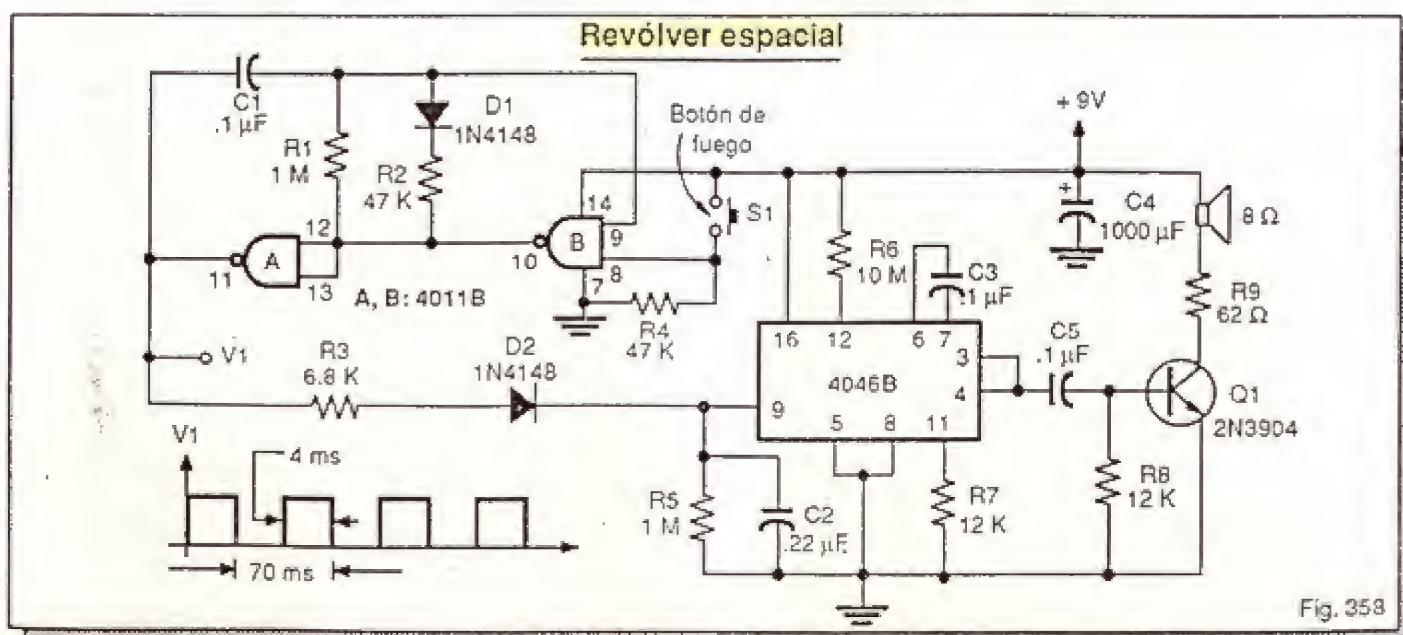 Revólver espacial
C1
.1 µF
R1
1 M
D1
1N4148
R2
47 K
Botón de
fuego
S1
+ 9V
+
C4
1000 µF
8 Ω
R9
62 Ω
12
13
11
A
A, B: 4011B
14
9
10
B
8
7
R4
47 K
R6
10 M
C3
.1 µF
V1
R3
6.8 K
D2
1N4148
16
12
6
7
3
4
4046B
9
5
8
11
C5
.1 µF
Q1
2N3904
V1
4 ms
70 ms
R5
1 M
C2
.22 µF
R7
12 K
R8
12 K
Fig. 358